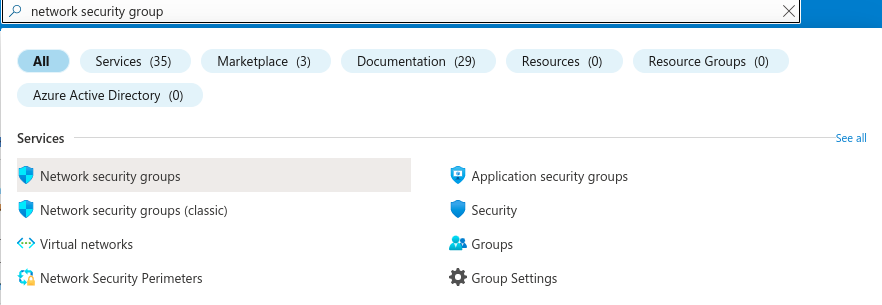 network security group
All Services (35) Marketplace (3) Documentation (29) Resources (0) Resource Groups (0)
Azure Active Directory (0)
Services See all
Network security groups Application security groups
Network security groups (classic) Security
Virtual networks Groups
Network Security Perimeters Group Settings